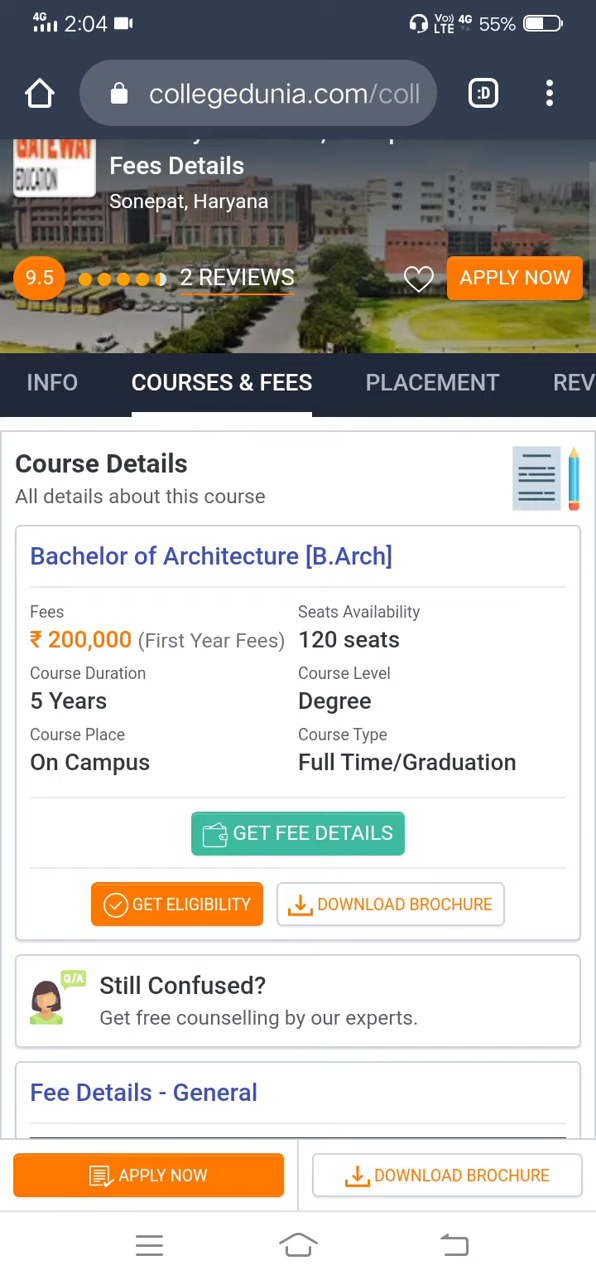 4G 2:04
Vo)) 4G
LTE
55%
collegedunia.com/coll
:D
GATEWAY
EDUCATION
Fees Details
Sonepat, Haryana
9.5
2 REVIEWS
APPLY NOW
INFO
COURSES & FEES
PLACEMENT
REV
Course Details
All details about this course
Bachelor of Architecture [B.Arch]
Fees
Seats Availability
₹ 200,000 (First Year Fees)
120 seats
Course Duration
Course Level
5 Years
Degree
Course Place
Course Type
On Campus
Full Time/Graduation
GET FEE DETAILS
GET ELIGIBILITY
DOWNLOAD BROCHURE
Q/A
Still Confused?
Get free counselling by our experts.
Fee Details - General
APPLY NOW
DOWNLOAD BROCHURE